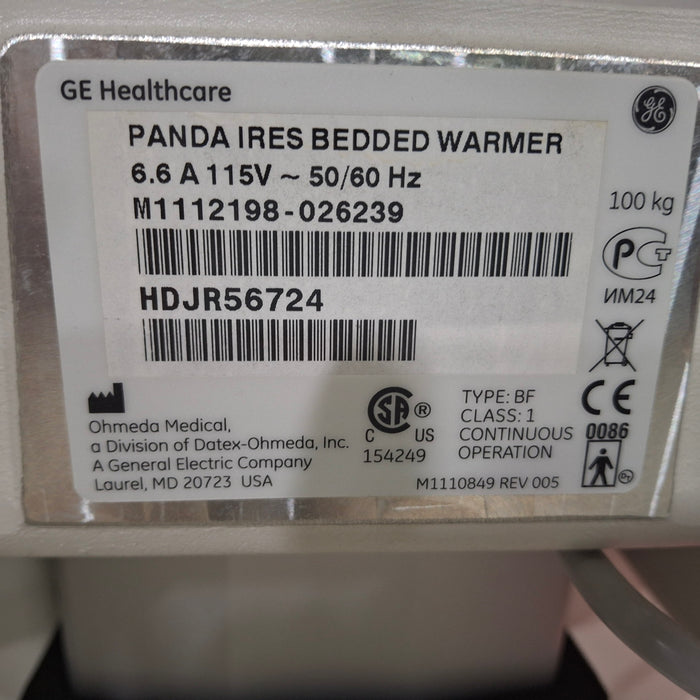 GE Healthcare
PANDA IRES BEDDED WARMER
6.6 A 115V ~ 50/60 Hz
M1112198-026239
100 kg
HDJR56724
ИМ24
Ohmeda Medical,
a Division of Datex-Ohmeda, Inc.
A General Electric Company
Laurel, MD 20723 USA
SA ®
C US
154249
TYPE: BF
CLASS: 1
CONTINUOUS
OPERATION
CE
0086
M1110849 REV 005